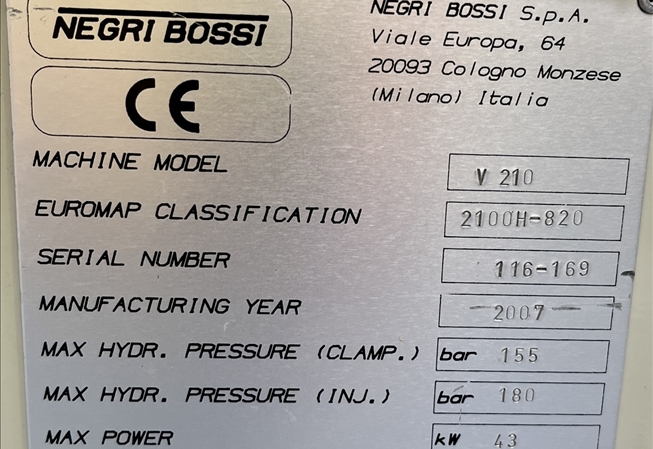 NEGRI BOSSI
NEGRI BOSSI S.p.A.
Viale Europa, 64
20093 Cologno Monzese
(Milano) Italia
CE
MACHINE MODEL V 210
EUROMAP CLASSIFICATION 2100H-820
SERIAL NUMBER 116-169
MANUFACTURING YEAR 2007
MAX HYDR. PRESSURE (CLAMP.) bar 155
MAX HYDR. PRESSURE (INJ.) bar 180
MAX POWER kW 43